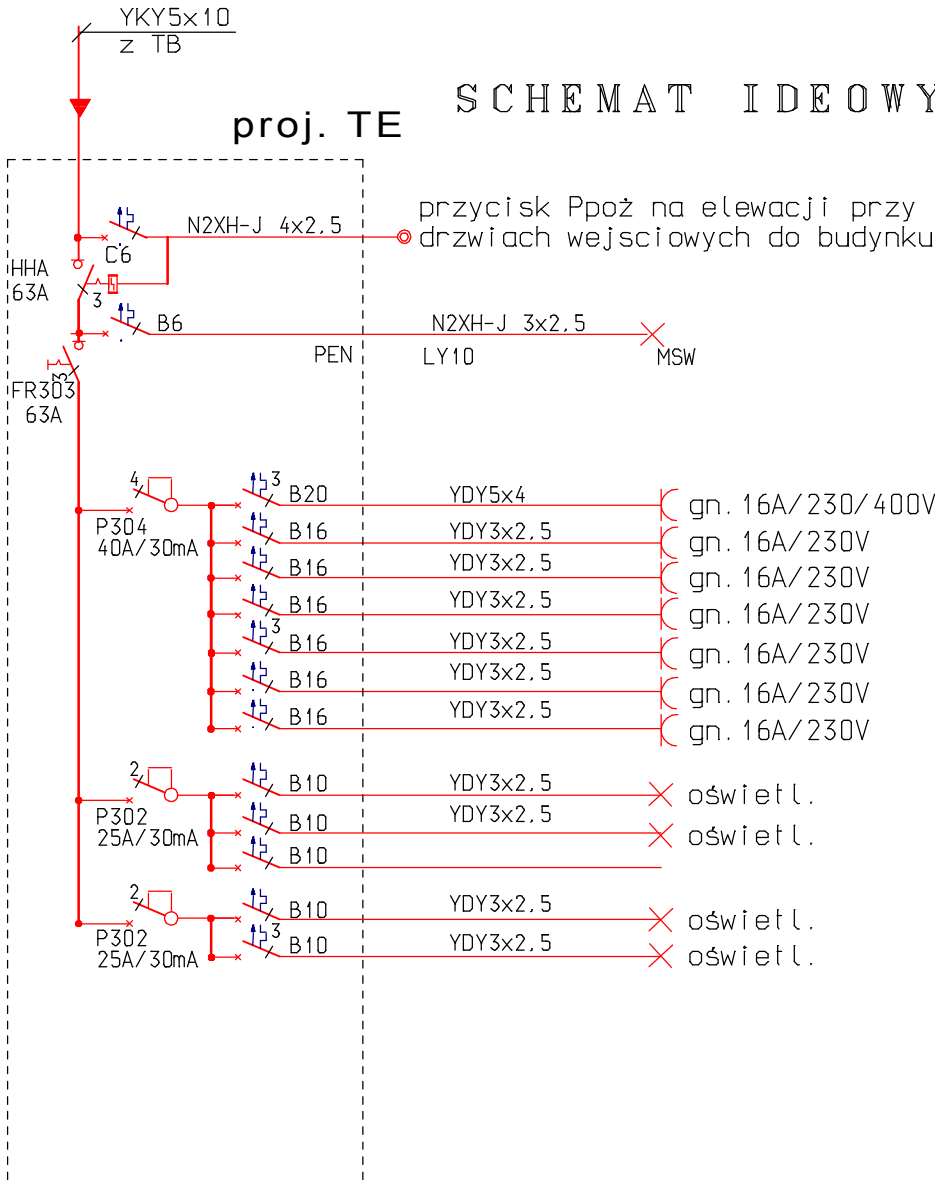 YKY5x10
z TB
SCHEMAT IDEOWY
proj. TE
przycisk Ppoż na elewacji przy
drzwiach wejsciowych do budynku
N2XH-J 4x2,5
C6
HHA
63A
3
B6
N2XH-J 3x2,5
PEN
LY10
MSW
3
FR303
63A
4
P304
40A/30mA
3
B20
YDY5x4
gn. 16A/230/400V
B16
YDY3x2,5
gn. 16A/230V
B16
YDY3x2,5
gn. 16A/230V
B16
YDY3x2,5
gn. 16A/230V
3
B16
YDY3x2,5
gn. 16A/230V
B16
YDY3x2,5
gn. 16A/230V
B16
YDY3x2,5
gn. 16A/230V
2
P302
25A/30mA
B10
YDY3x2,5
oświetl.
B10
YDY3x2,5
oświetl.
B10
2
P302
25A/30mA
B10
YDY3x2,5
oświetl.
3
B10
YDY3x2,5
oświetl.